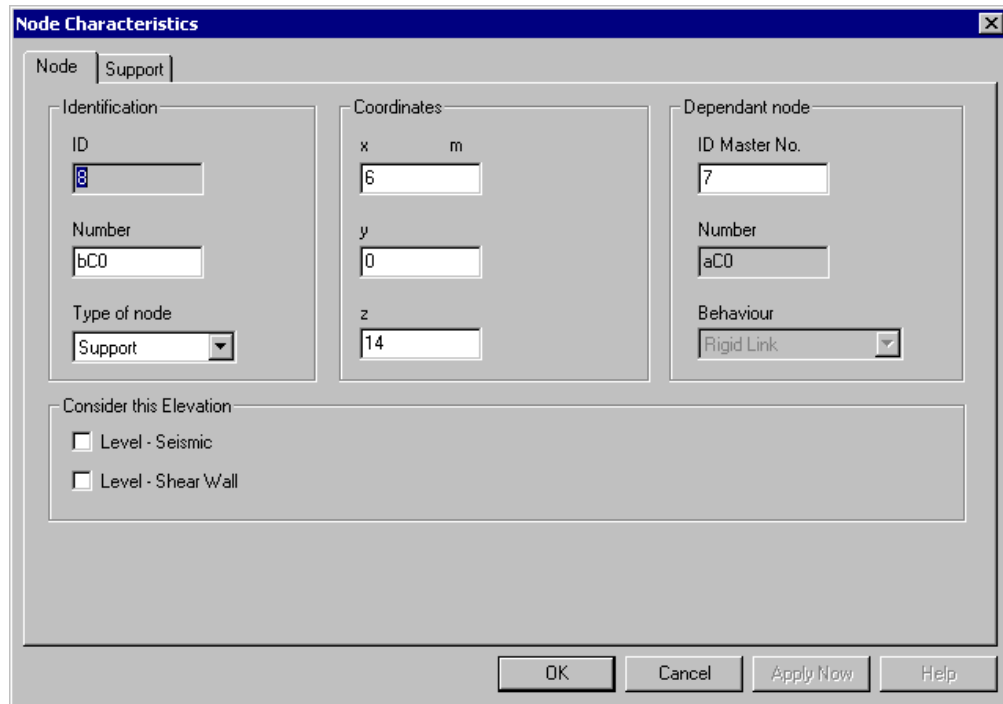 Node Characteristics
Node Support
Identification Coordinates Dependant node
ID x m ID Master No.
8 6 7
Number y Number
bC0 0 aC0
Type of node z Behaviour
Support 14 Rigid Link
Consider this Elevation
Level - Seismic
Level - Shear Wall
OK Cancel Apply Now Help